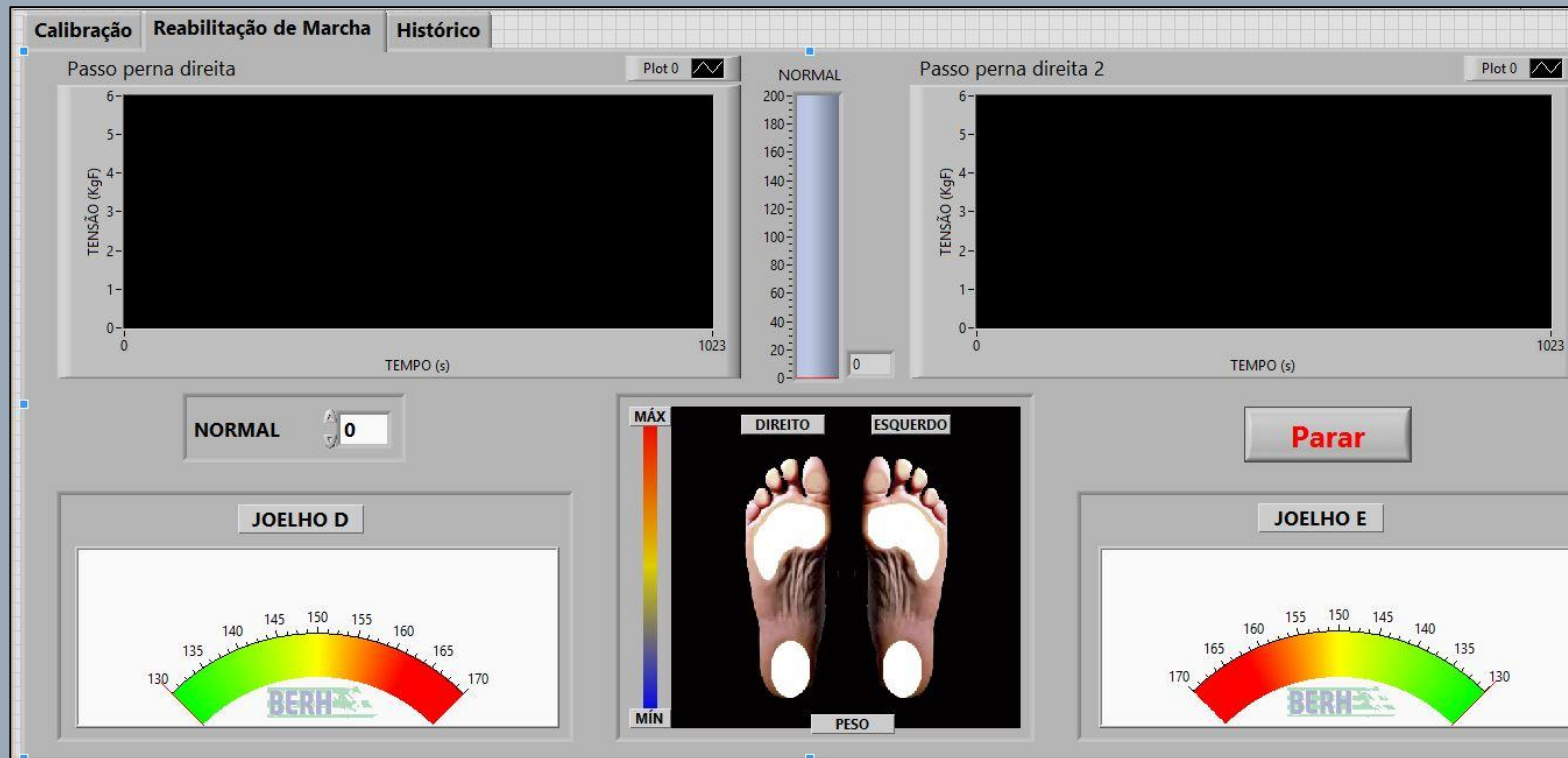 Calibração
Reabilitação de Marcha
Histórico
Passo perna direita
Plot 0
TENSÃO (KgF)
6
5
4
3
2
1
0
0
1023
TEMPO (s)
NORMAL
200
180
160
140
120
100
80
60
40
20
0
0
Passo perna direita 2
Plot 0
TENSÃO (KgF)
6
5
4
3
2
1
0
0
1023
TEMPO (s)
NORMAL
0
MÁX
MÍN
DIREITO
ESQUERDO
PESO
Parar
JOELHO D
130
135
140
145
150
155
160
165
170
BERH
JOELHO E
170
165
160
155
150
145
140
135
130
BERH